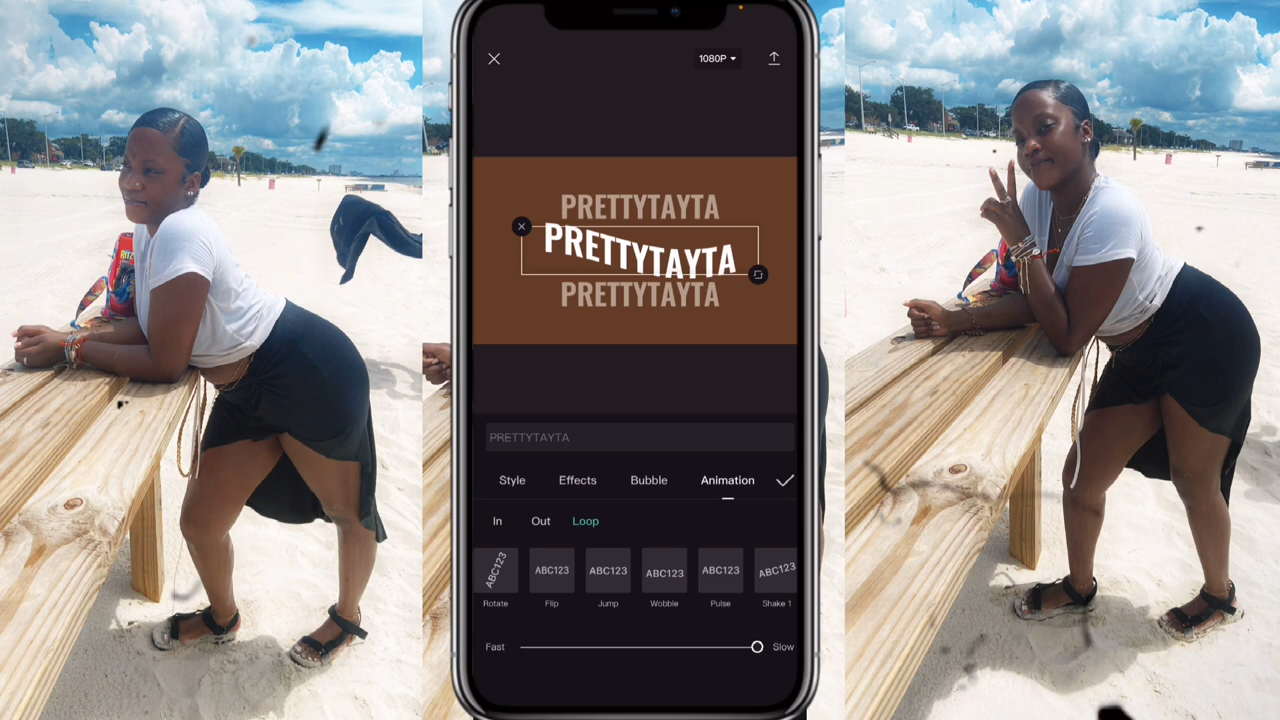 RITZ
1080P
PRETTYTAYTA
PRETTYTAYTA
PRETTYTAYTA
PRETTYTAYTA
Style Effects Bubble Animation
In Out Loop
ABC123 ABC123 ABC123 ABC123 ABC123 ABC123
Rotate Flip Jump Wobble Pulse Shake 1
Fast Slow